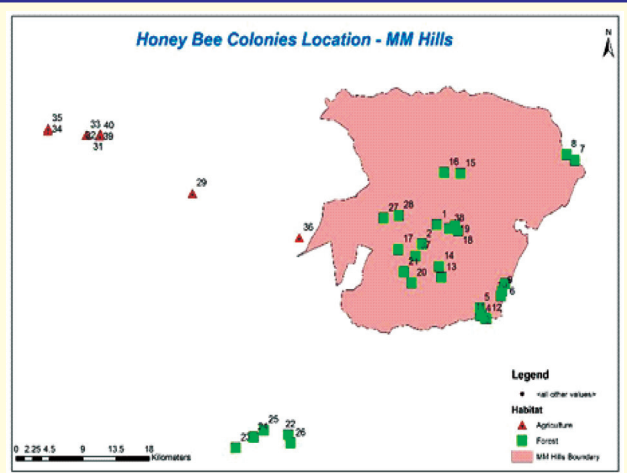 Honey Bee Colonies Location - MM Hills
N
35
34
33 40
39
31
29
36
8 7
16 15
27 28
1 38
19
18
2
17
14
13
21
20
6
5
4 12
25
24
23
22
26
Legend
<all other values>
Habitat
Agriculture
Forest
MM Hills Boundary
0 2.25 4.5 9 13.5 18
Kilometers